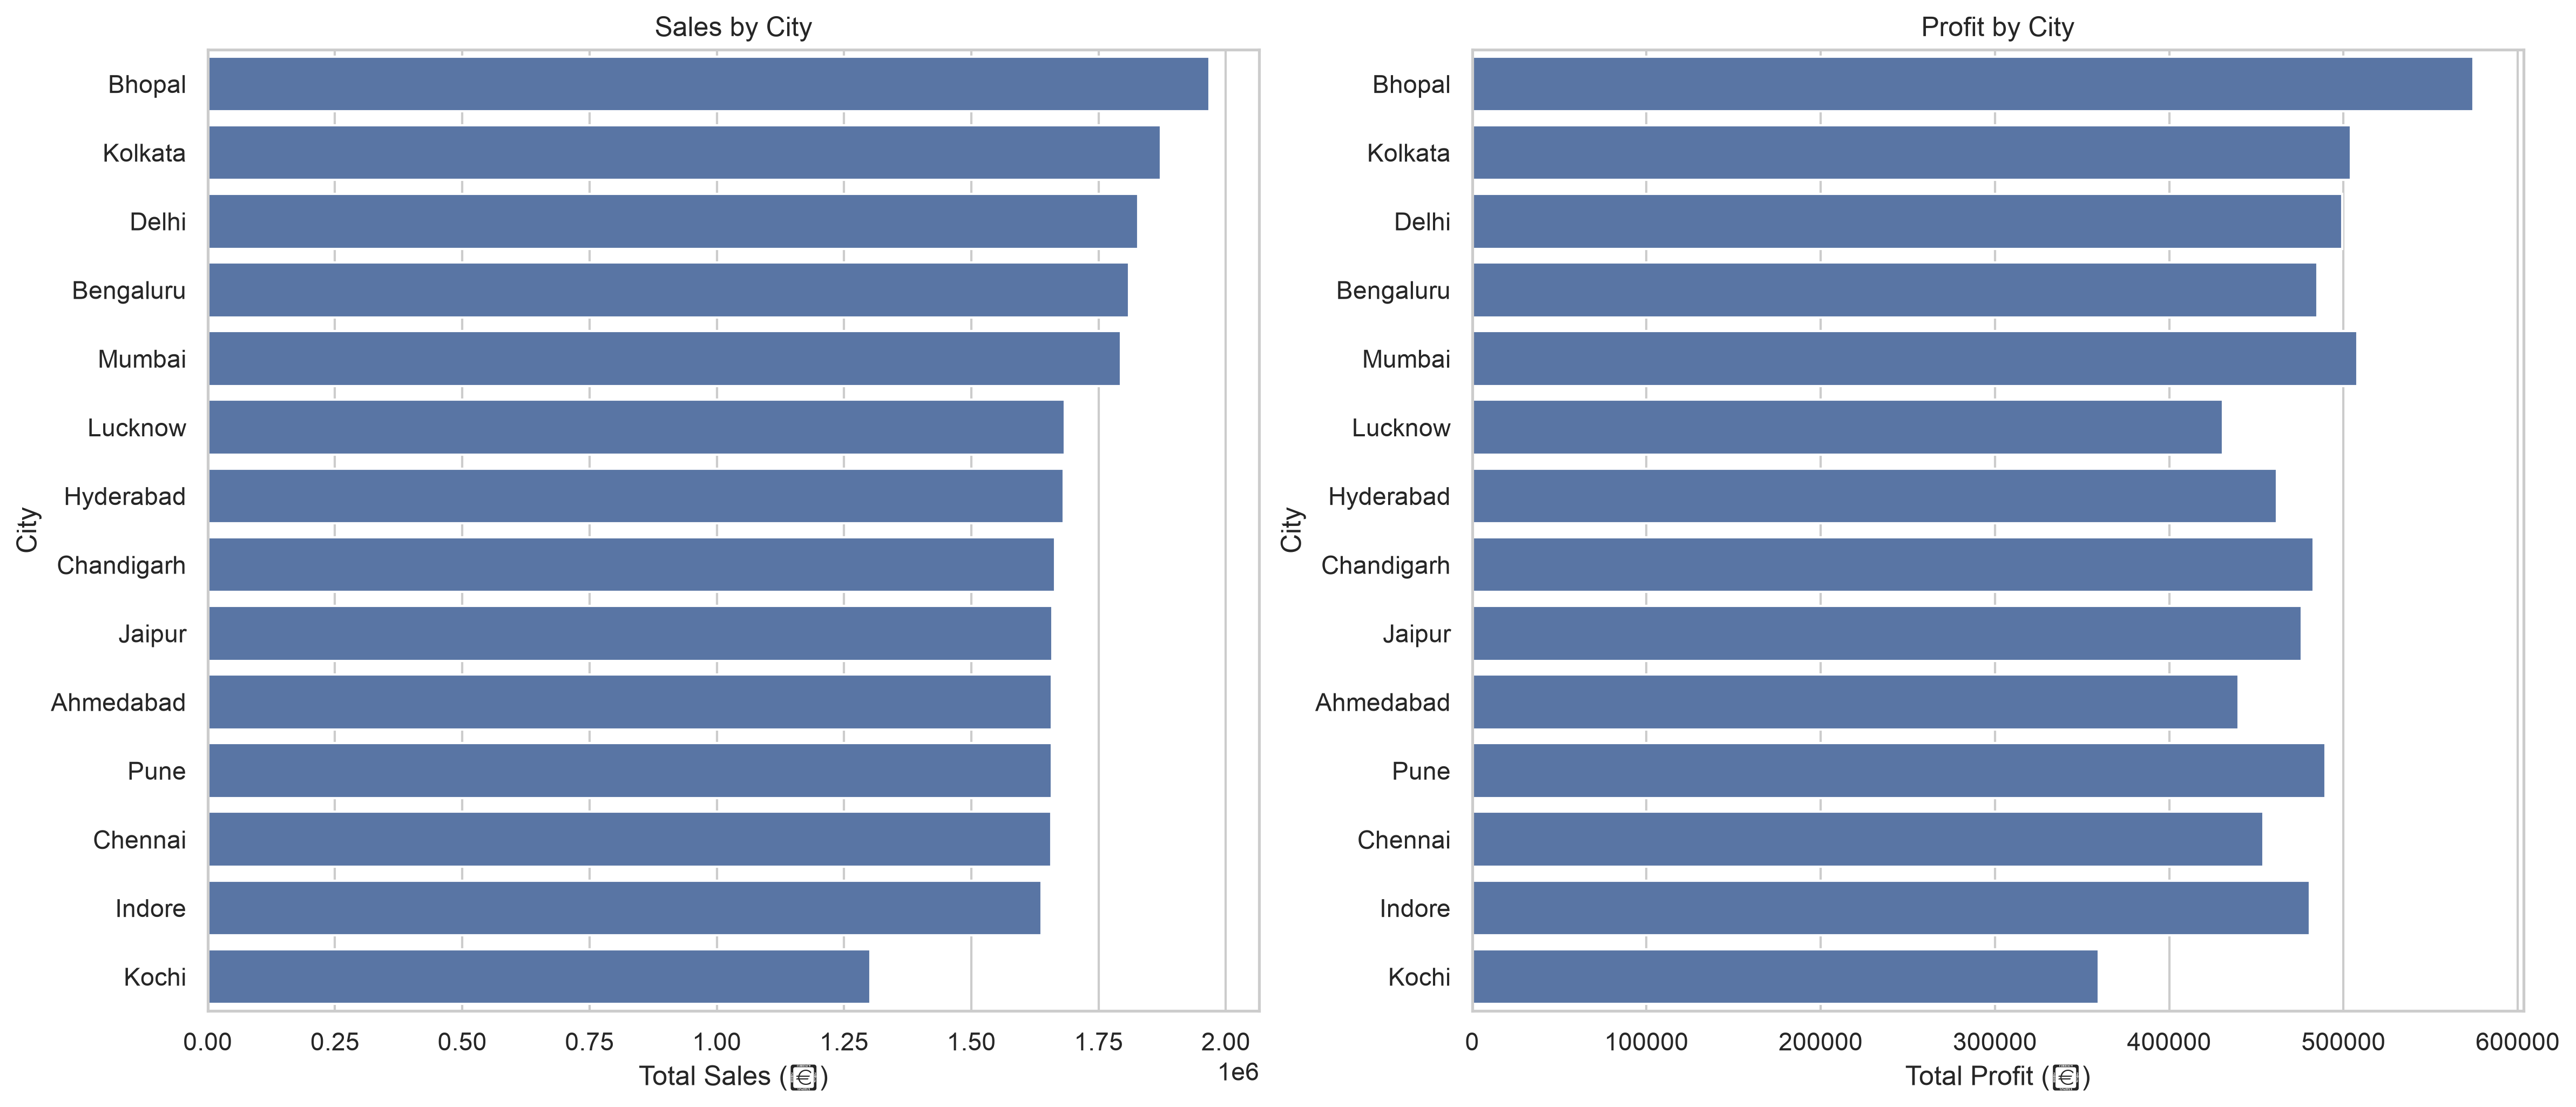 Sales by City
Bhopal
Kolkata
Delhi
Bengaluru
Mumbai
Lucknow
Hyderabad
Chandigarh
Jaipur
Ahmedabad
Pune
Chennai
Indore
Kochi
City
0.00 0.25 0.50 0.75 1.00 1.25 1.50 1.75 2.00
1e6
Total Sales (€)
Profit by City
Bhopal
Kolkata
Delhi
Bengaluru
Mumbai
Lucknow
Hyderabad
Chandigarh
Jaipur
Ahmedabad
Pune
Chennai
Indore
Kochi
City
0 100000 200000 300000 400000 500000 600000
Total Profit (€)